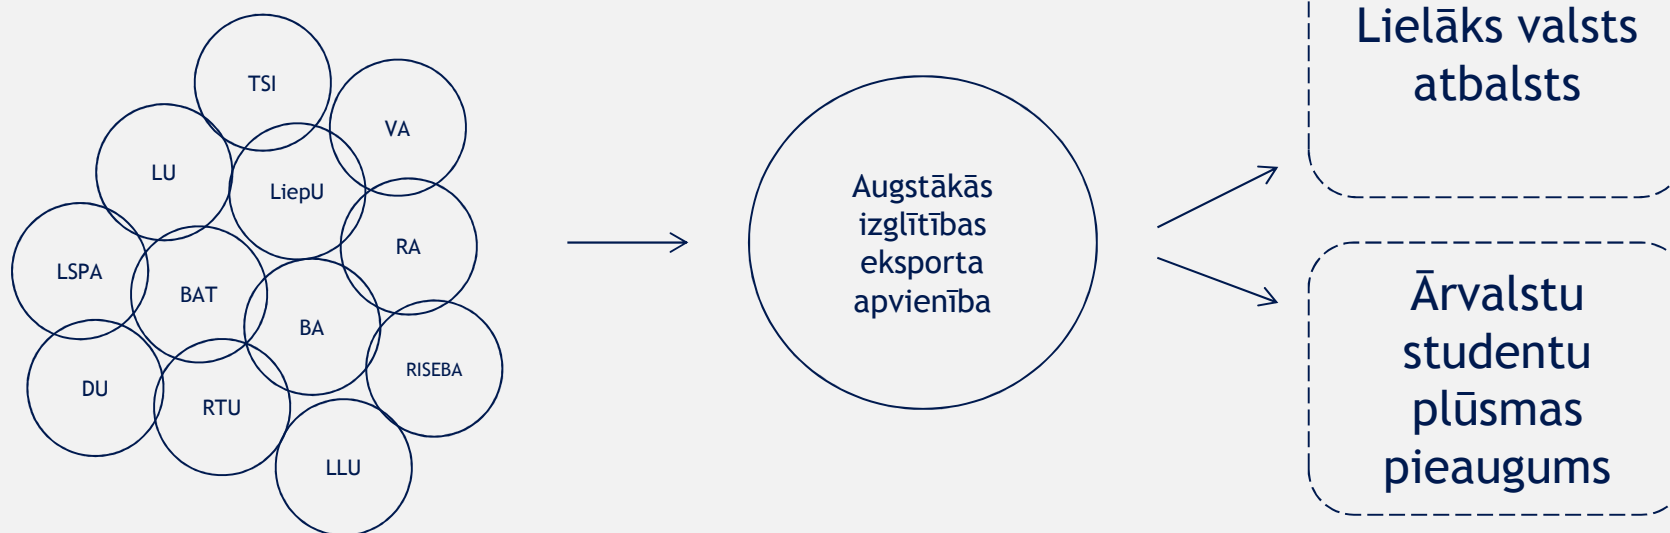 TSI
VA
LU
LiepU
RA
LSPA
BAT
BA
RISEBA
DU
RTU
LLU
Augstākās
izglītības
eksporta
apvienība
Lielāks valsts
atbalsts
Ārvalstu
studentu
plūsmas
pieaugums